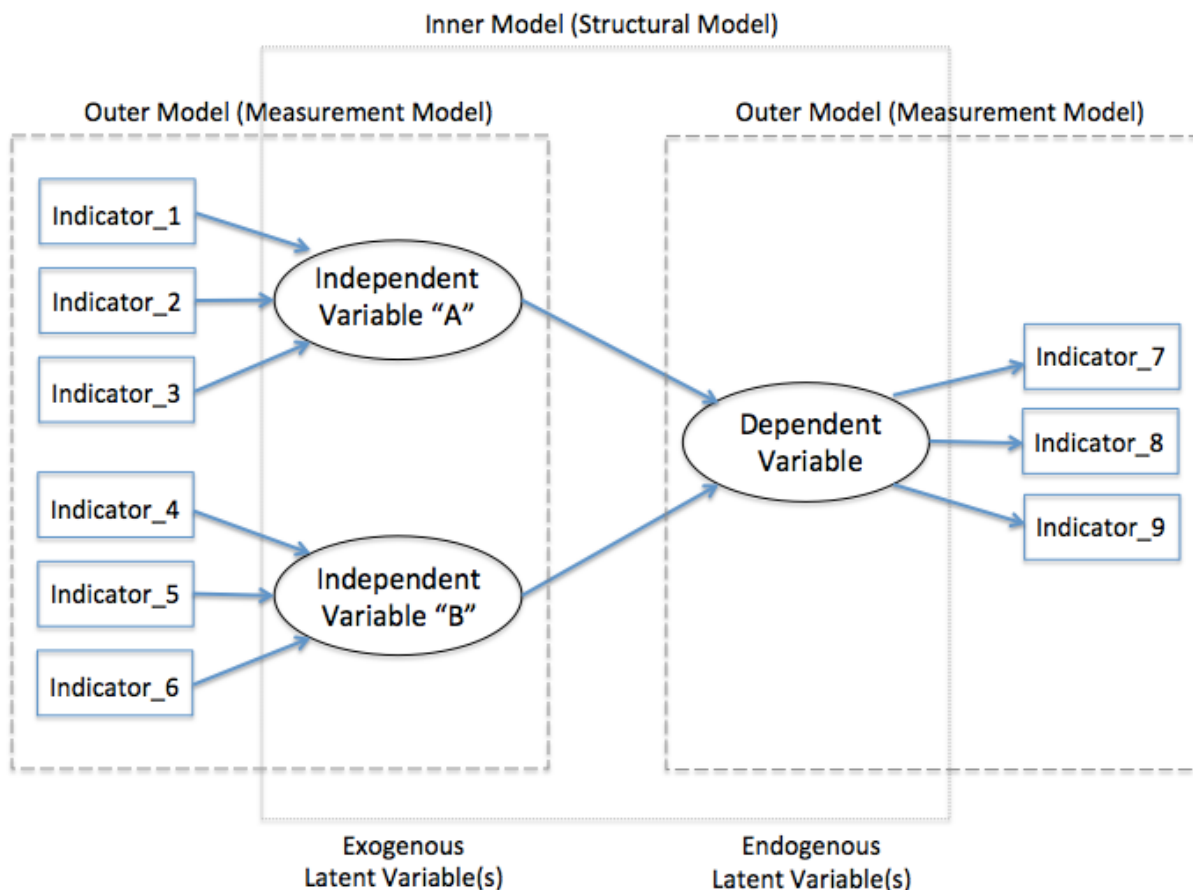 Inner Model (Structural Model)
Outer Model (Measurement Model)
Outer Model (Measurement Model)
Indicator_1
Indicator_2
Indicator_3
Independent
Variable “A”
Indicator_4
Indicator_5
Indicator_6
Independent
Variable “B”
Dependent
Variable
Indicator_7
Indicator_8
Indicator_9
Exogenous
Latent Variable(s)
Endogenous
Latent Variable(s)